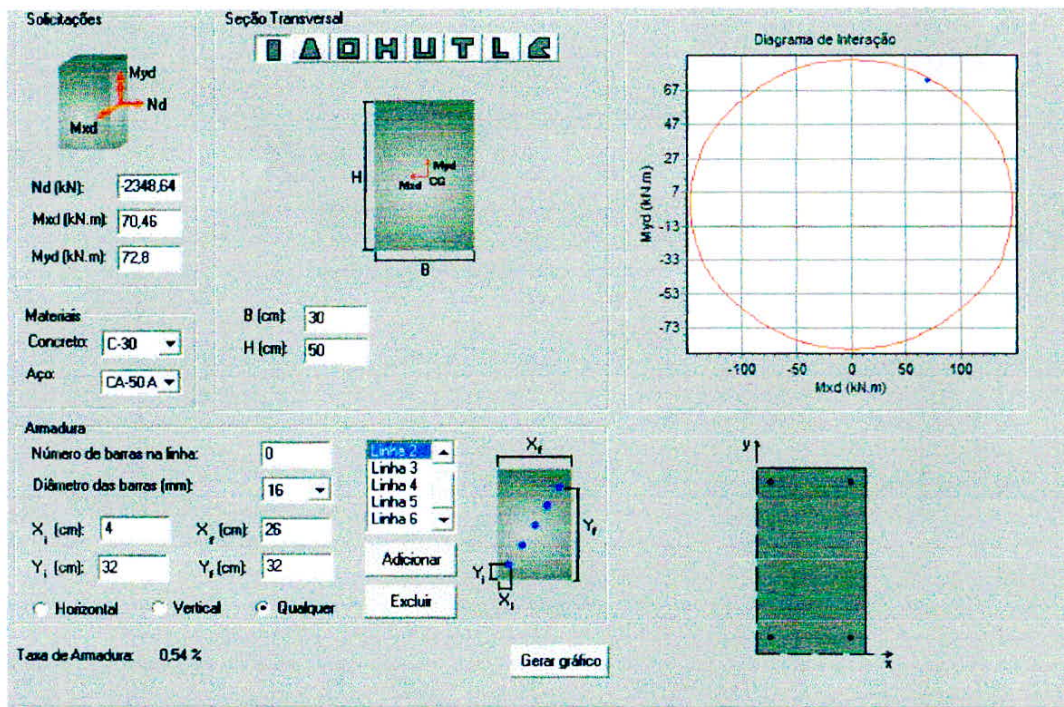 Solicitações
Myd
Nd
Mxd
Nd (kN): -2348,64
Mxd (kN.m): 70,46
Myd (kN.m): 72,8
Materiais
Concreto: C-30
Aço: CA-50 A
Seção Transversal
H
Myd
Mxd CG
B
B (cm): 30
H (cm): 50
Diagrama de Interação
Myd (kN.m)
67
47
27
7
-13
-33
-53
-73
-100 -50 0 50 100
Mxd (kN.m)
Armadura
Número de barras na linha: 0
Diâmetro das barras (mm): 16
Xi (cm): 4 Xf (cm): 26
Yi (cm): 32 Yf (cm): 32
Horizontal Vertical Qualquer
Linha 2
Linha 3
Linha 4
Linha 5
Linha 6
Adicionar
Excluir
Xf
Yf
Yi
Xi
y
x
Taxa de Armadura: 0,54 %
Gerar gráfico